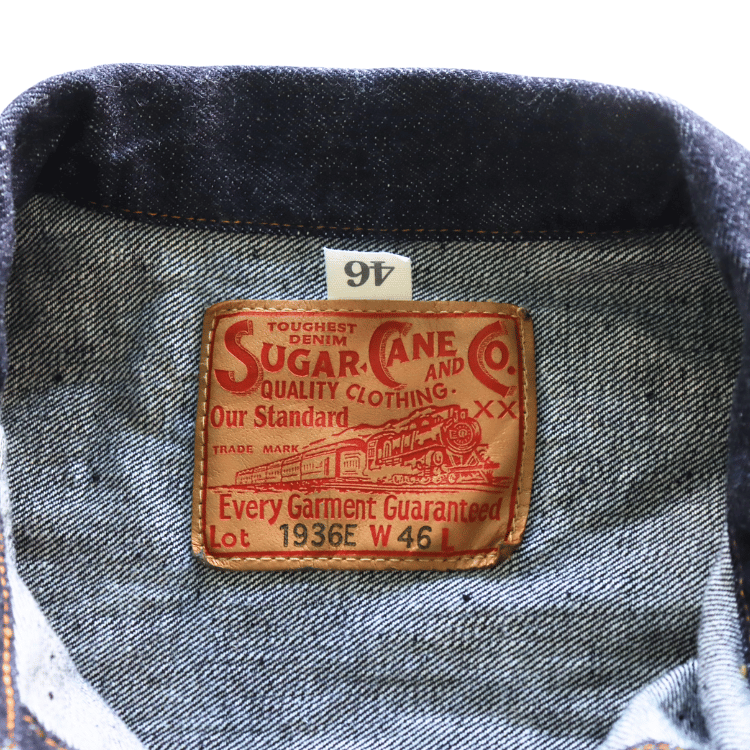 46
TOUGHEST
DENIM
SUGAR CANE AND CO.
QUALITY CLOTHING.
Our Standard XX
TRADE MARK
Every Garment Guaranteed
Lot 1936E W 46 L